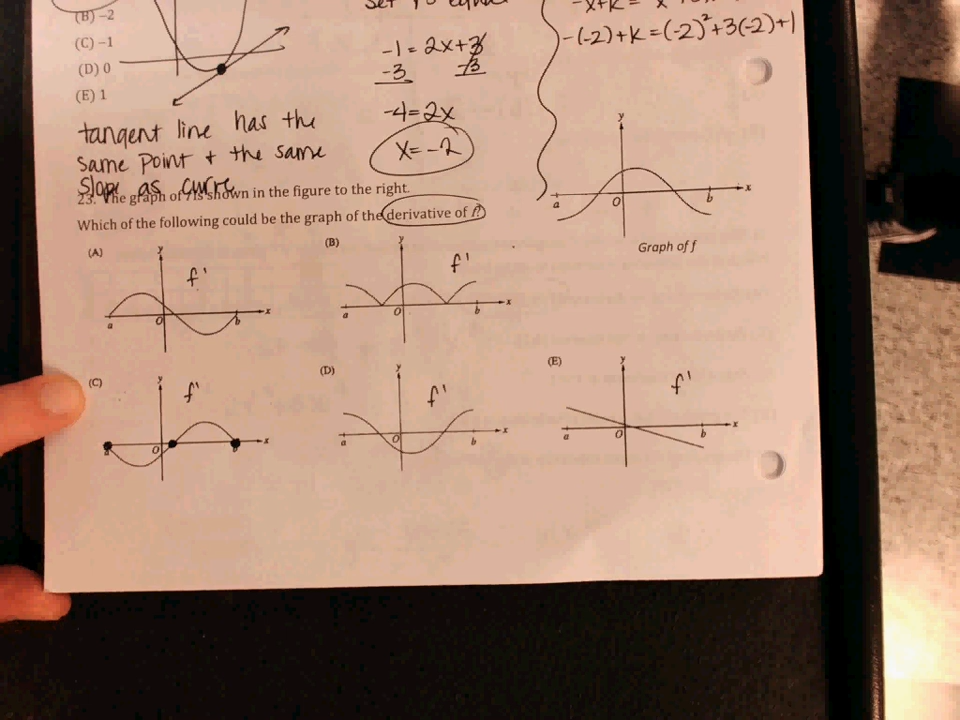 (B) −2
(C) −1
(D) 0
(E) 1
-1 = 2x+3
-3 -3
-4=2x
x=-2
-(-2)+k=(-2)²+3(-2)+1
tangent line has the
same point + the same
slope as curve
23. The graph of f is shown in the figure to the right.
Which of the following could be the graph of the derivative of f?
y
x
a
O
b
Graph of f
(A)
y
f'
x
a
O
b
(B)
y
f'
x
a
O
b
(C)
y
f'
x
a
O
b
(D)
y
f'
x
a
O
b
(E)
y
f'
x
a
O
b